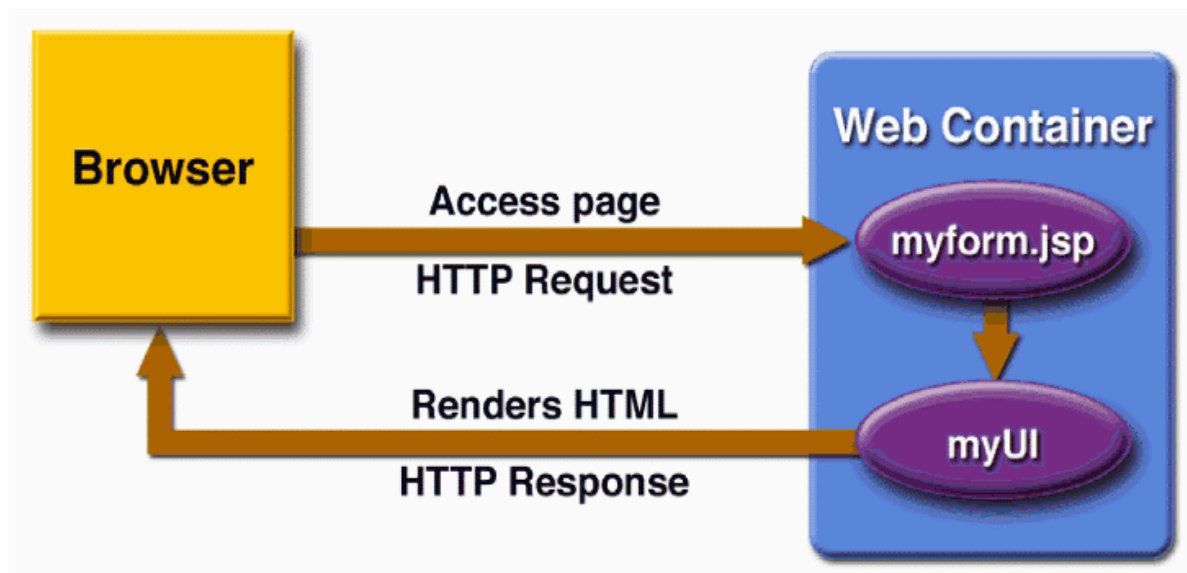 Browser
Web Container
Access page
myform.jsp
HTTP Request
Renders HTML
myUI
HTTP Response